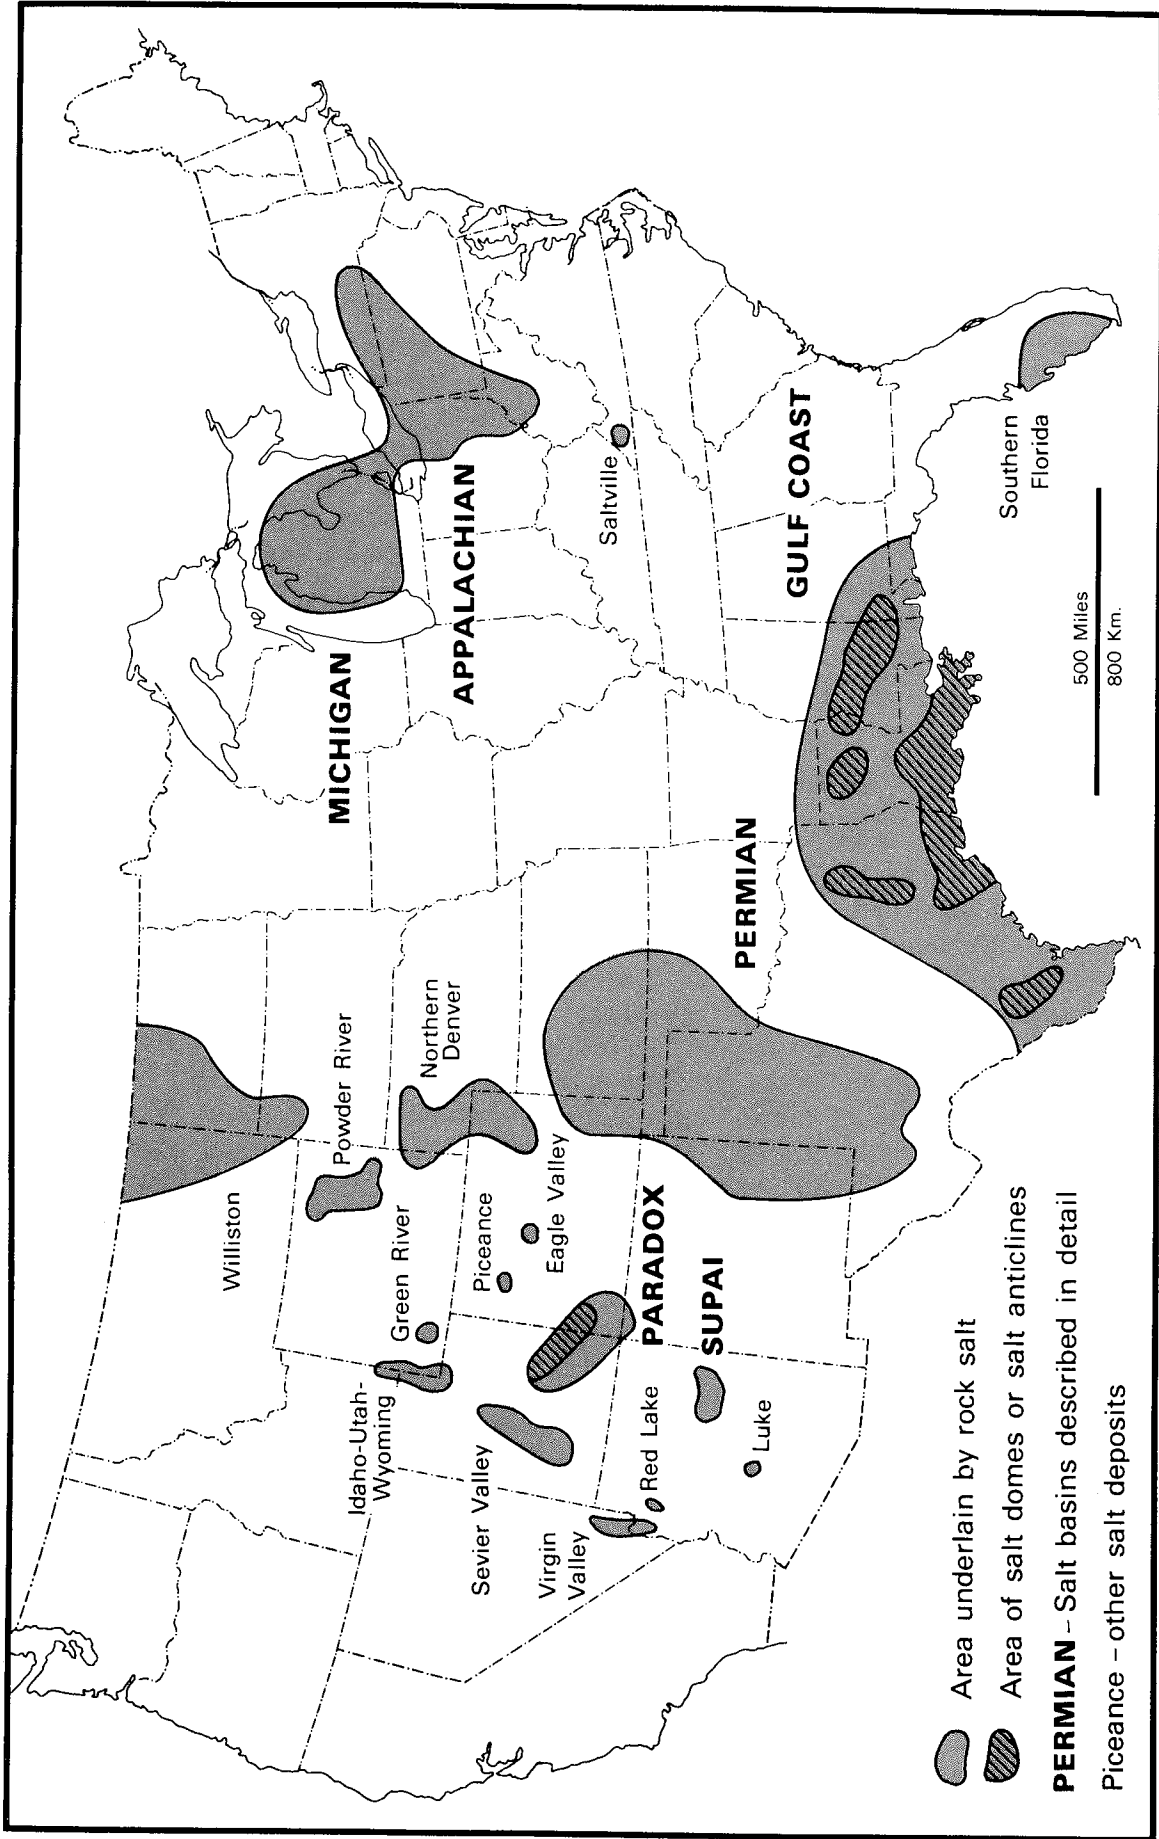 Williston
Powder River
Northern
Denver
Green River
Idaho-Utah-
Wyoming
Piceance
Eagle Valley
Sevier Valley
Virgin
Valley
Red Lake
Luke
PARADOX
SUPAI
PERMIAN
MICHIGAN
APPALACHIAN
Saltville
GULF COAST
Southern
Florida
500 Miles
800 Km.
Area underlain by rock salt
Area of salt domes or salt anticlines
PERMIAN – Salt basins described in detail
Piceance – other salt deposits